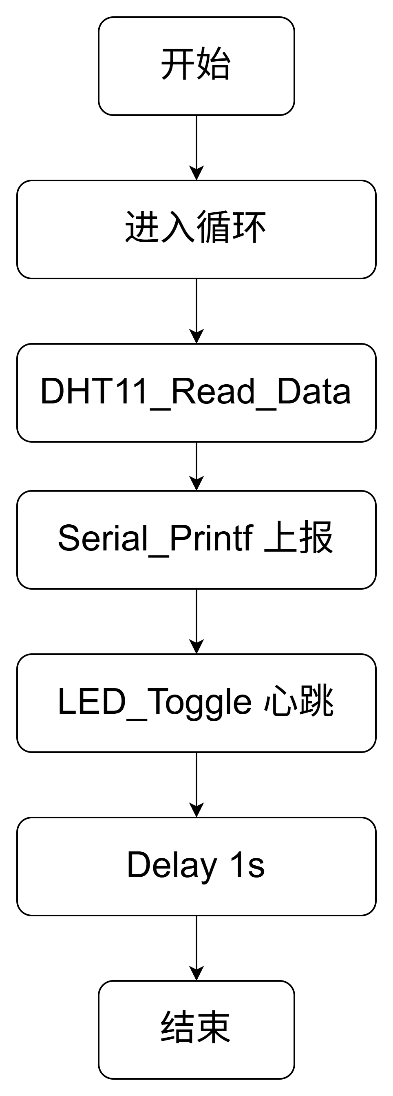 开始
进入循环
DHT11_Read_Data
Serial_Printf 上报
LED_Toggle 心跳
Delay 1s
结束